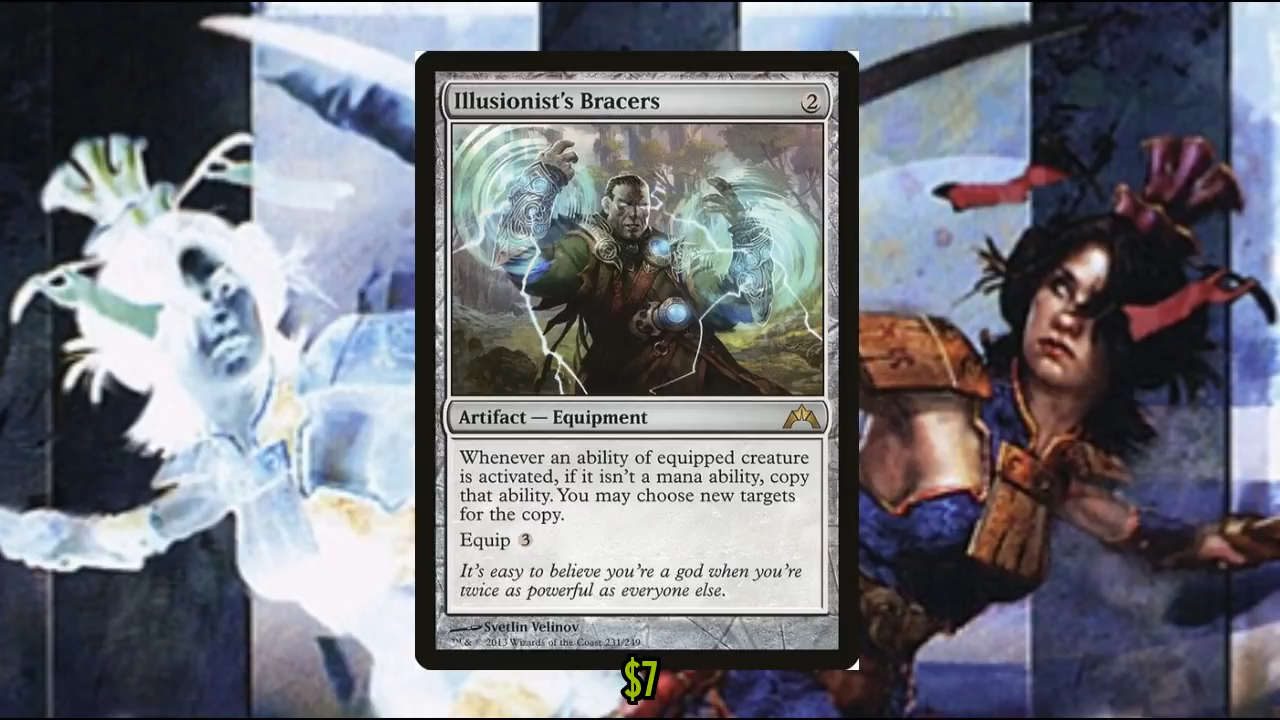 Illusionist's Bracers 2
Artifact — Equipment
Whenever an ability of equipped creature
is activated, if it isn't a mana ability, copy
that ability. You may choose new targets
for the copy.
Equip 3
It's easy to believe you're a god when you're
twice as powerful as everyone else.
Svetlin Velinov
™ & © 2013 Wizards of the Coast 231/249
$7